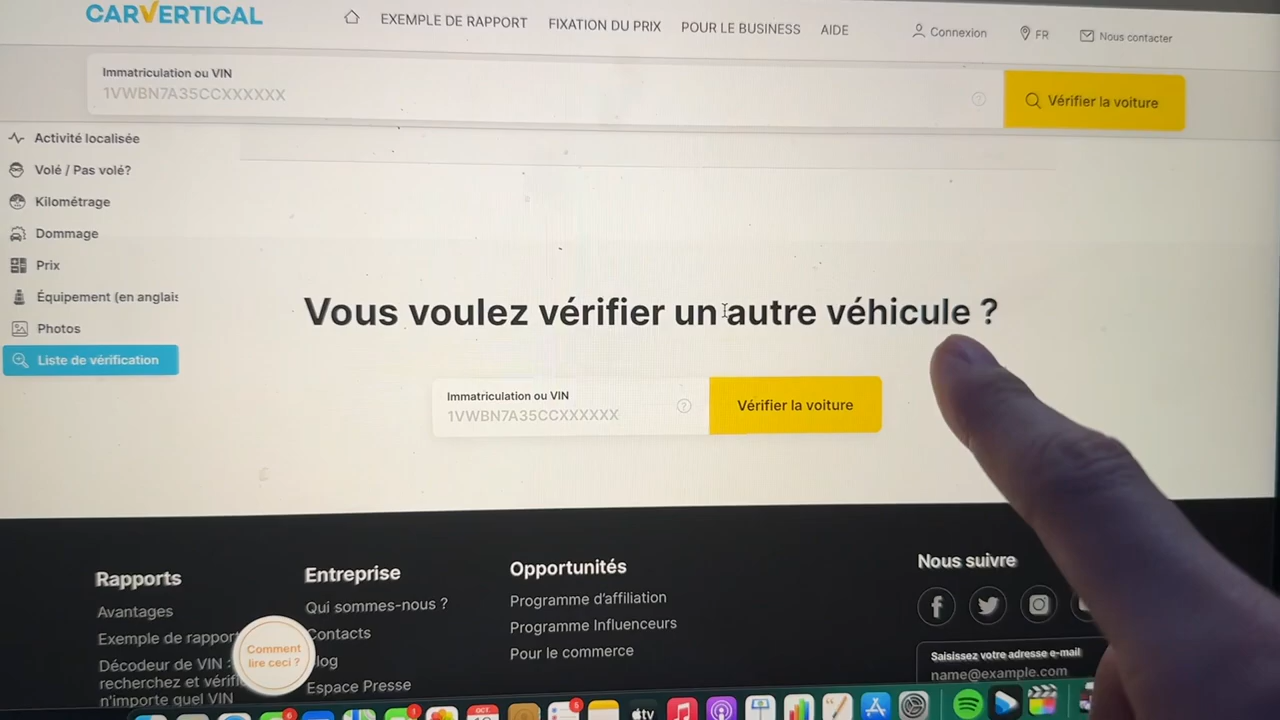 CARVERTICAL
EXEMPLE DE RAPPORT
FIXATION DU PRIX
POUR LE BUSINESS
AIDE
Connexion
FR
Nous contacter
Immatriculation ou VIN
1VWBN7A35CCXXXXXX
Vérifier la voiture
Activité localisée
Volé / Pas volé?
Kilométrage
Dommage
Prix
Équipement (en anglais
Photos
Liste de vérification
Vous voulez vérifier un autre véhicule ?
Immatriculation ou VIN
1VWBN7A35CCXXXXXX
Vérifier la voiture
Rapports
Avantages
Exemple de rapport
Décodeur de VIN :
recherchez et vérifi
n'importe quel VIN
Comment
lire ceci ?
Entreprise
Qui sommes-nous ?
Contacts
Blog
Espace Presse
Opportunités
Programme d'affiliation
Programme Influenceurs
Pour le commerce
Nous suivre
Saisissez votre adresse e-mail
name@example.com
OCT.
tv